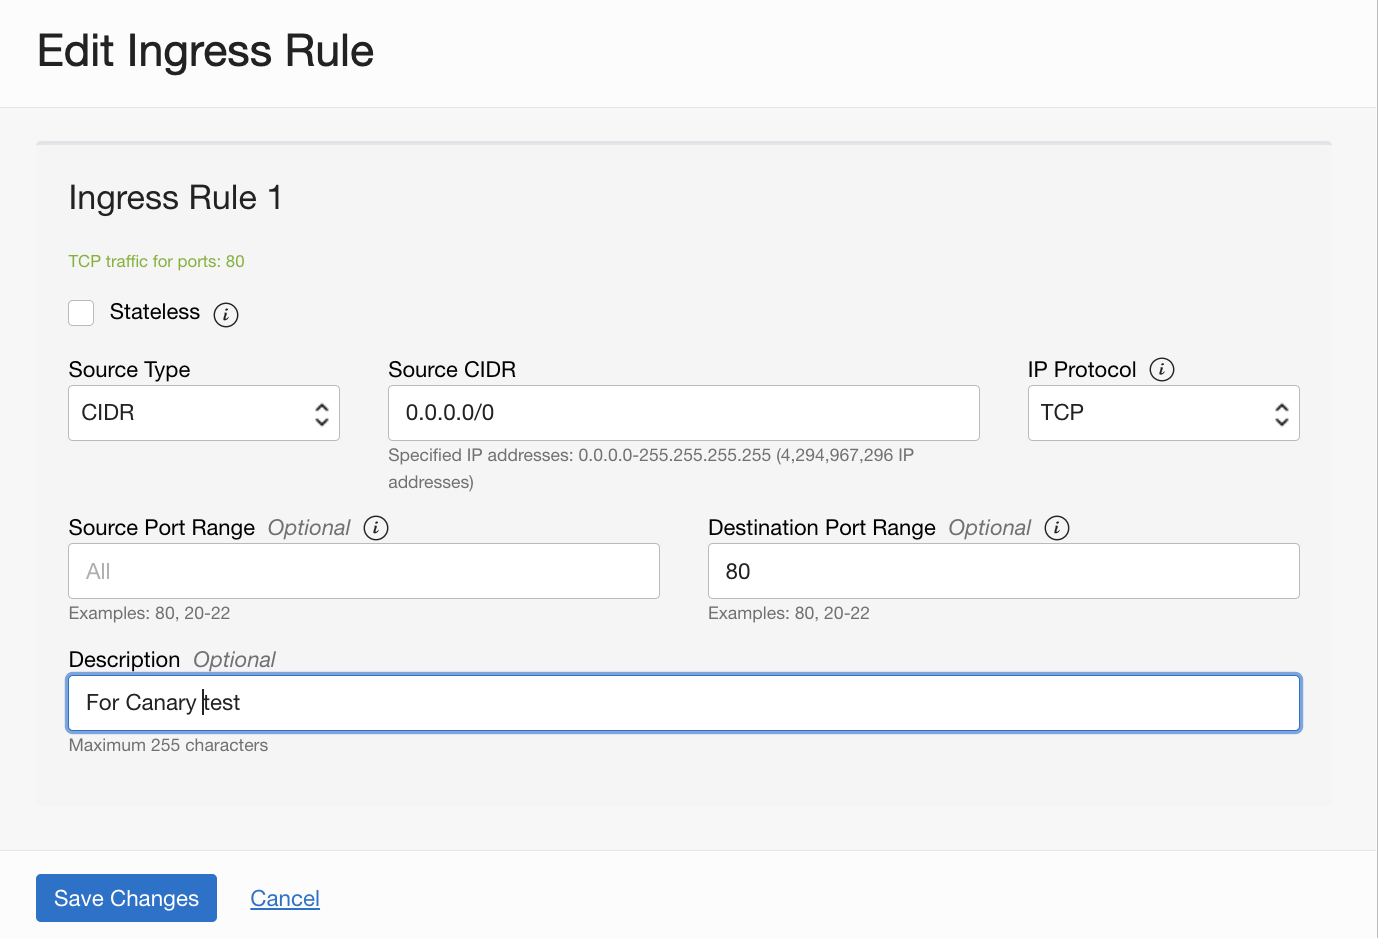 Edit Ingress Rule
Ingress Rule 1
TCP traffic for ports: 80
Stateless i
Source Type
CIDR
Source CIDR
0.0.0.0/0
Specified IP addresses: 0.0.0.0-255.255.255.255 (4,294,967,296 IP
addresses)
IP Protocol i
TCP
Source Port Range Optional i
All
Examples: 80, 20-22
Destination Port Range Optional i
80
Examples: 80, 20-22
Description Optional
For Canary test
Maximum 255 characters
Save Changes Cancel